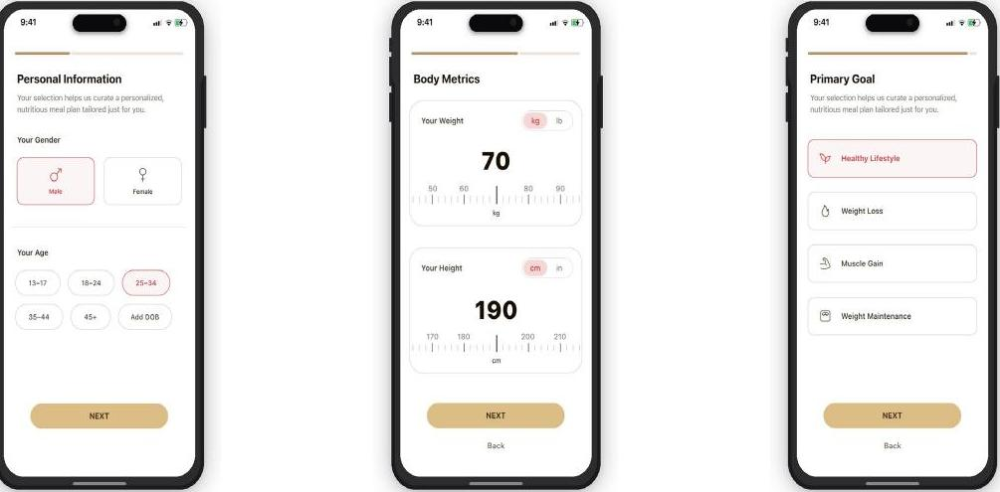 9:41
Personal Information
Your selection helps us curate a personalized,
nutritious meal plan tailored just for you.
Your Gender
Male
Female
Your Age
13-17
18-24
25-34
35-44
45+
Add DOB
NEXT
9:41
Body Metrics
Your Weight
kg
lb
70
50
60
80
90
kg
Your Height
cm
in
190
170
180
200
210
cm
NEXT
Back
9:41
Primary Goal
Your selection helps us curate a personalized,
nutritious meal plan tailored just for you.
Healthy Lifestyle
Weight Loss
Muscle Gain
Weight Maintenance
NEXT
Back